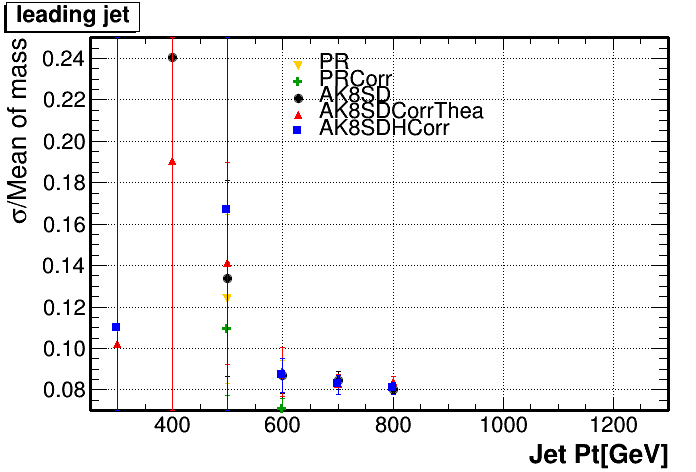 leading jet
σ/Mean of mass
0.24
0.22
0.20
0.18
0.16
0.14
0.12
0.10
0.08
PR
PRCorr
AK8SD
AK8SDCorrThea
AK8SDHCorr
400 600 800 1000 1200
Jet Pt[GeV]